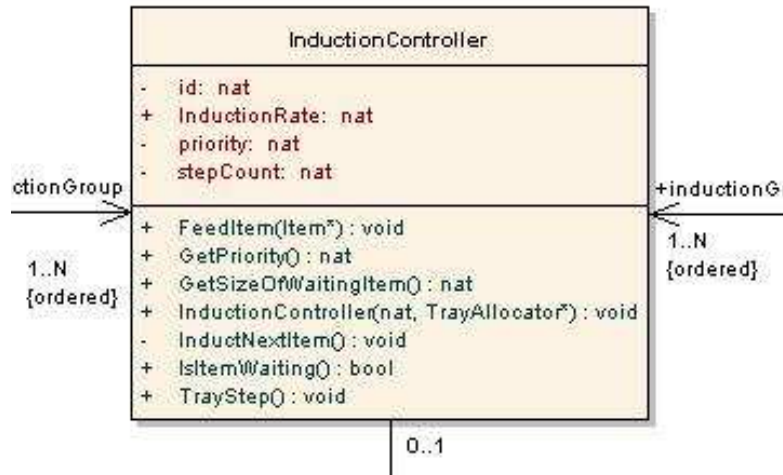 InductionController
- id: nat
+ InductionRate: nat
- priority: nat
- stepCount: nat
ctionGroup
+inductionG
+ FeedItem(Item*) : void
+ GetPriority() : nat
1..N
1..N
+ GetSizeOfWaitingItem() : nat
{ordered}
{ordered}
+ InductionController(nat, TrayAllocator*) : void
- InductNextItem() : void
+ IsItemWaiting() : bool
+ TrayStep() : void
0..1